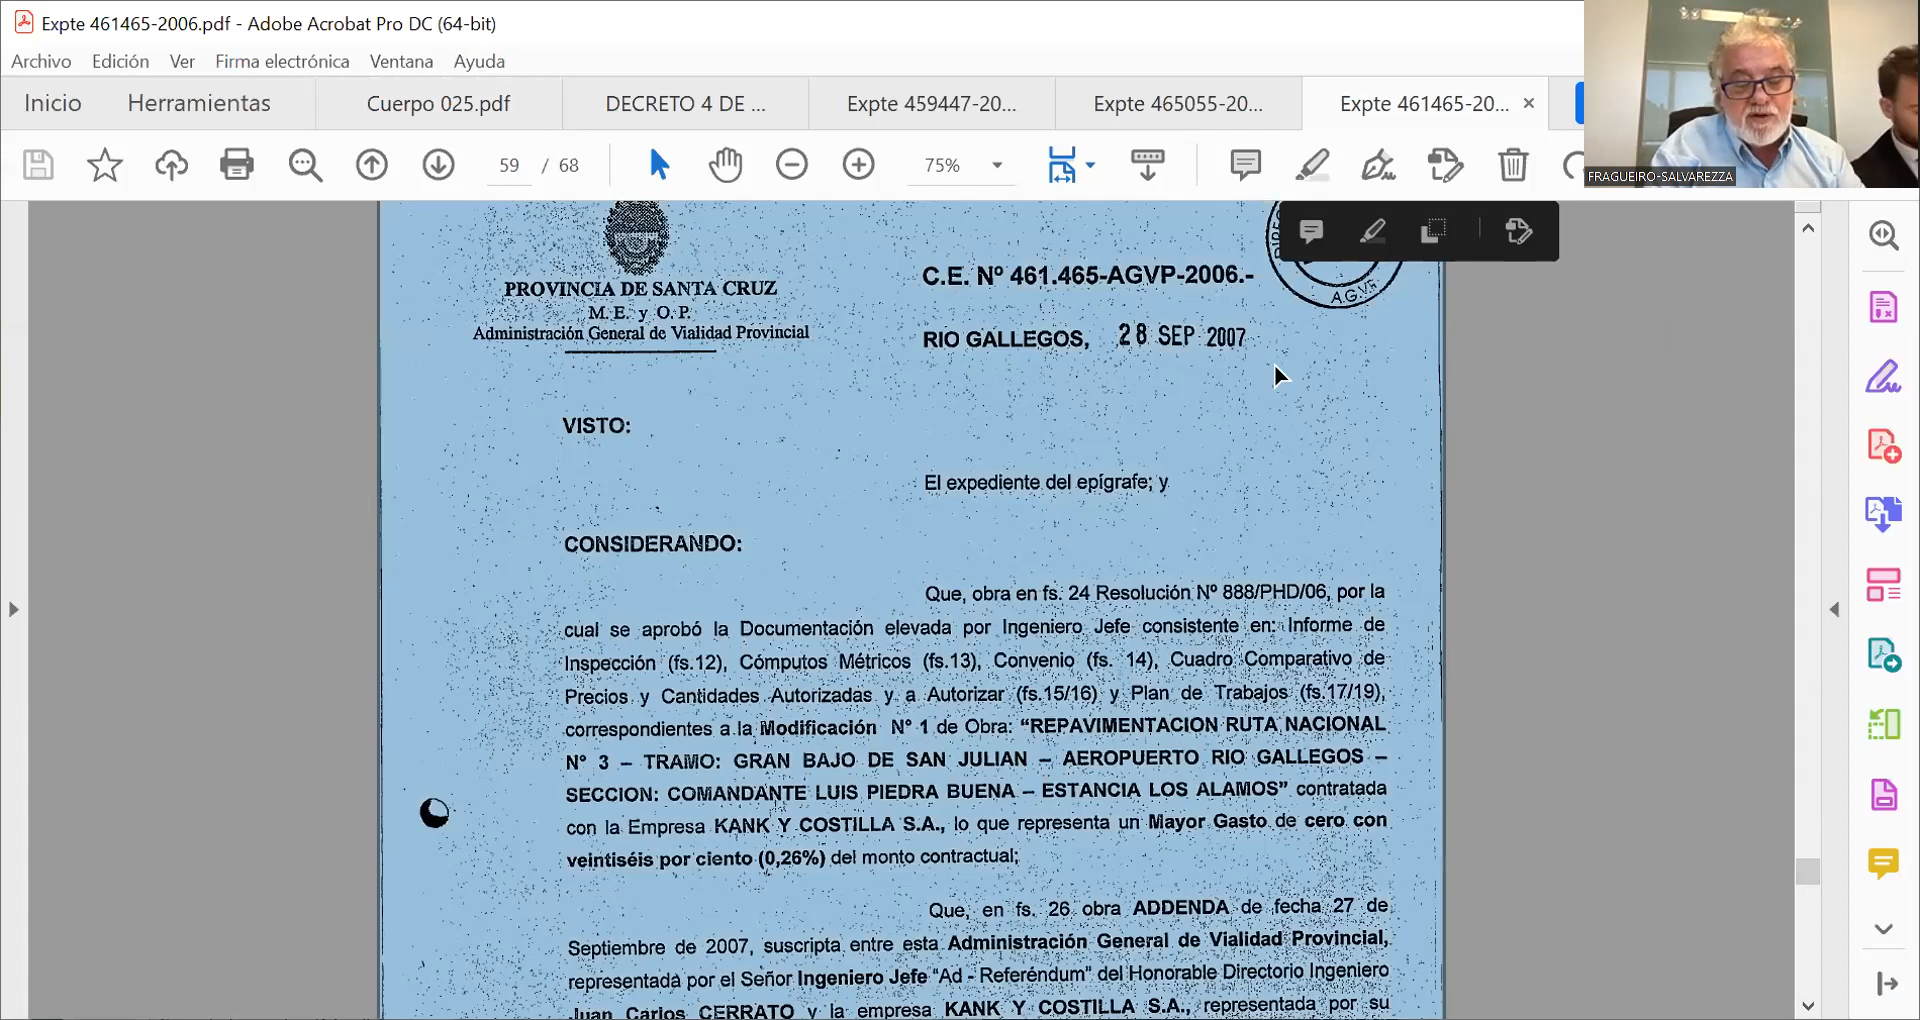 Expte 461465-2006.pdf - Adobe Acrobat Pro DC (64-bit)
Archivo Edición Ver Firma electrónica Ventana Ayuda
Inicio Herramientas Cuerpo 025.pdf DECRETO 4 DE ... Expte 459447-20... Expte 465055-20... Expte 461465-20...
59 / 68 75%
FRAGUEIRO-SALVAREZZA
PROVINCIA DE SANTA CRUZ
M. E. y O. P.
Administración General de Vialidad Provincial
C.E. Nº 461.465-AGVP-2006.-
A.G.V.P
RIO GALLEGOS, 28 SEP 2007
VISTO:
El expediente del epígrafe; y
CONSIDERANDO:
Que, obra en fs. 24 Resolución Nº 888/PHD/06, por la
cual se aprobó la Documentación elevada por Ingeniero Jefe consistente en: Informe de
Inspección (fs.12), Cómputos Métricos (fs.13), Convenio (fs. 14), Cuadro Comparativo de
Precios y Cantidades Autorizadas y a Autorizar (fs.15/16) y Plan de Trabajos (fs.17/19),
correspondientes a la Modificación N° 1 de Obra: “REPAVIMENTACION RUTA NACIONAL
N° 3 – TRAMO: GRAN BAJO DE SAN JULIAN – AEROPUERTO RIO GALLEGOS –
SECCION: COMANDANTE LUIS PIEDRA BUENA – ESTANCIA LOS ALAMOS” contratada
con la Empresa KANK Y COSTILLA S.A., lo que representa un Mayor Gasto de cero con
veintiséis por ciento (0,26%) del monto contractual;
Que, en fs. 26 obra ADDENDA de fecha 27 de
Septiembre de 2007, suscripta entre esta Administración General de Vialidad Provincial,
representada por el Señor Ingeniero Jefe “Ad - Referéndum” del Honorable Directorio Ingeniero
Juan Carlos CERRATO y la empresa KANK Y COSTILLA S.A., representada por su